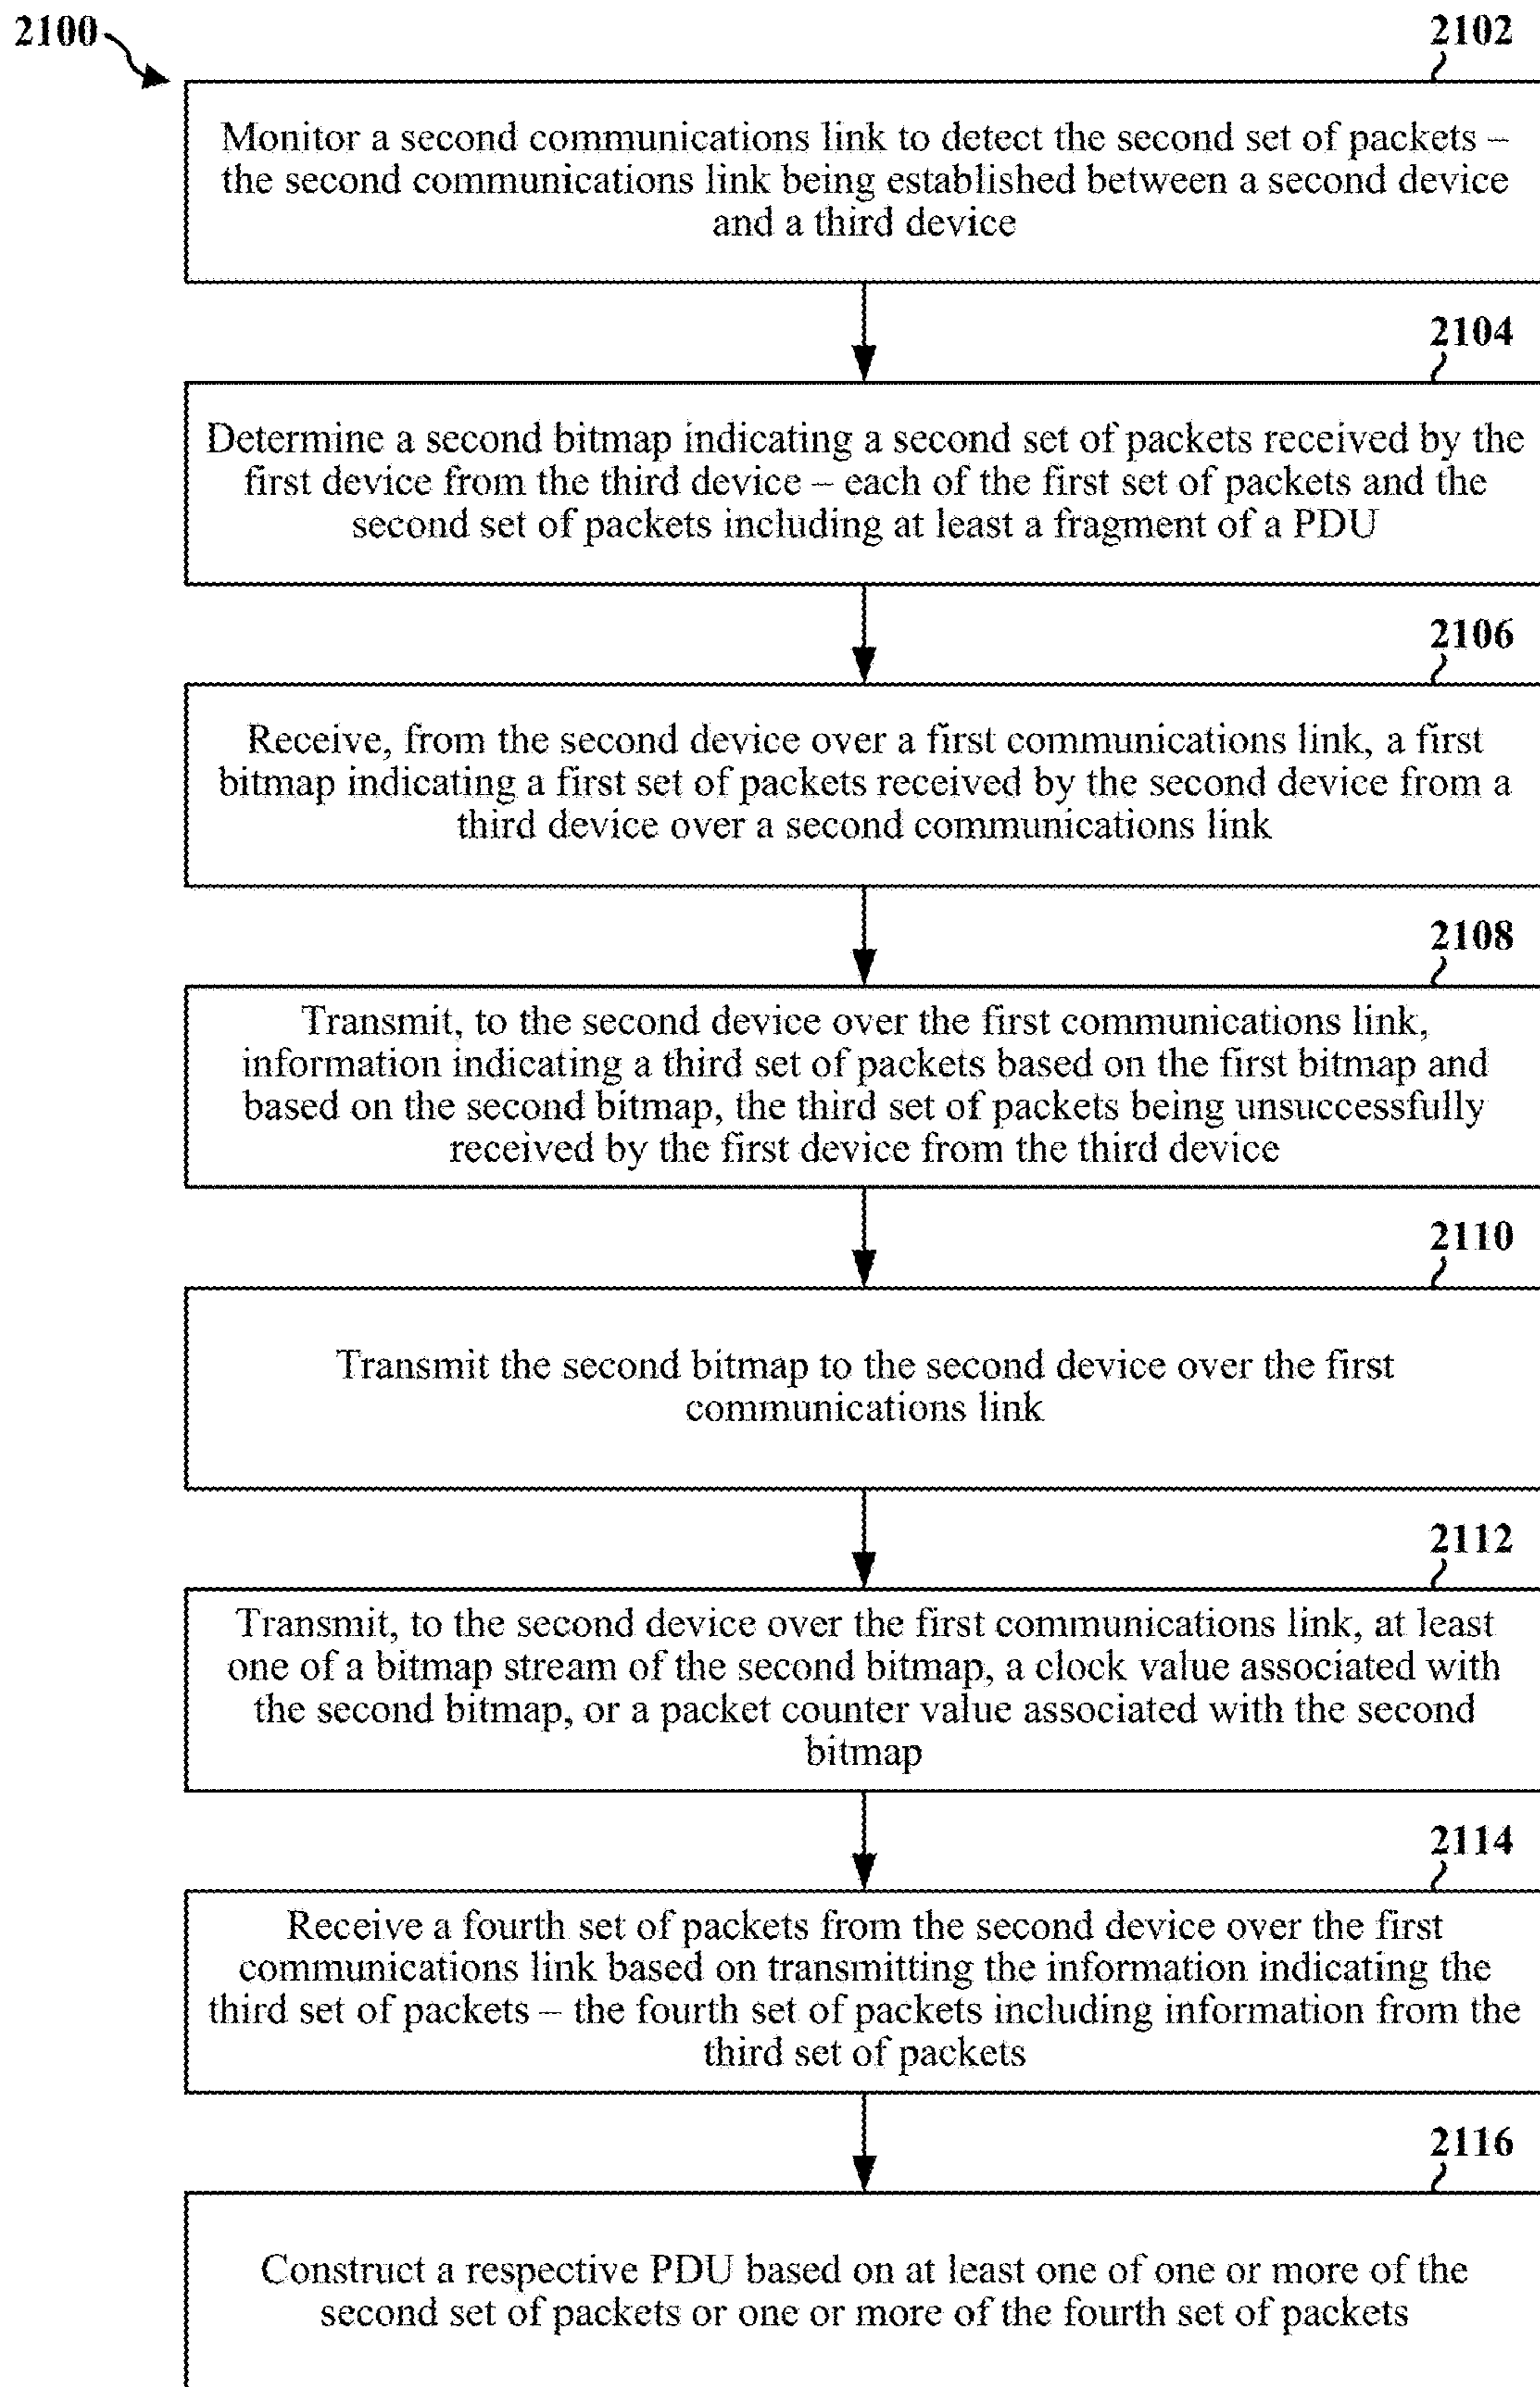 2100
2102
Monitor a second communications link to detect the second set of packets –
the second communications link being established between a second device
and a third device
2104
Determine a second bitmap indicating a second set of packets received by the
first device from the third device – each of the first set of packets and the
second set of packets including at least a fragment of a PDU
2106
Receive, from the second device over a first communications link, a first
bitmap indicating a first set of packets received by the second device from a
third device over a second communications link
2108
Transmit, to the second device over the first communications link,
information indicating a third set of packets based on the first bitmap and
based on the second bitmap, the third set of packets being unsuccessfully
received by the first device from the third device
2110
Transmit the second bitmap to the second device over the first
communications link
2112
Transmit, to the second device over the first communications link, at least
one of a bitmap stream of the second bitmap, a clock value associated with
the second bitmap, or a packet counter value associated with the second
bitmap
2114
Receive a fourth set of packets from the second device over the first
communications link based on transmitting the information indicating the
third set of packets – the fourth set of packets including information from the
third set of packets
2116
Construct a respective PDU based on at least one of one or more of the
second set of packets or one or more of the fourth set of packets